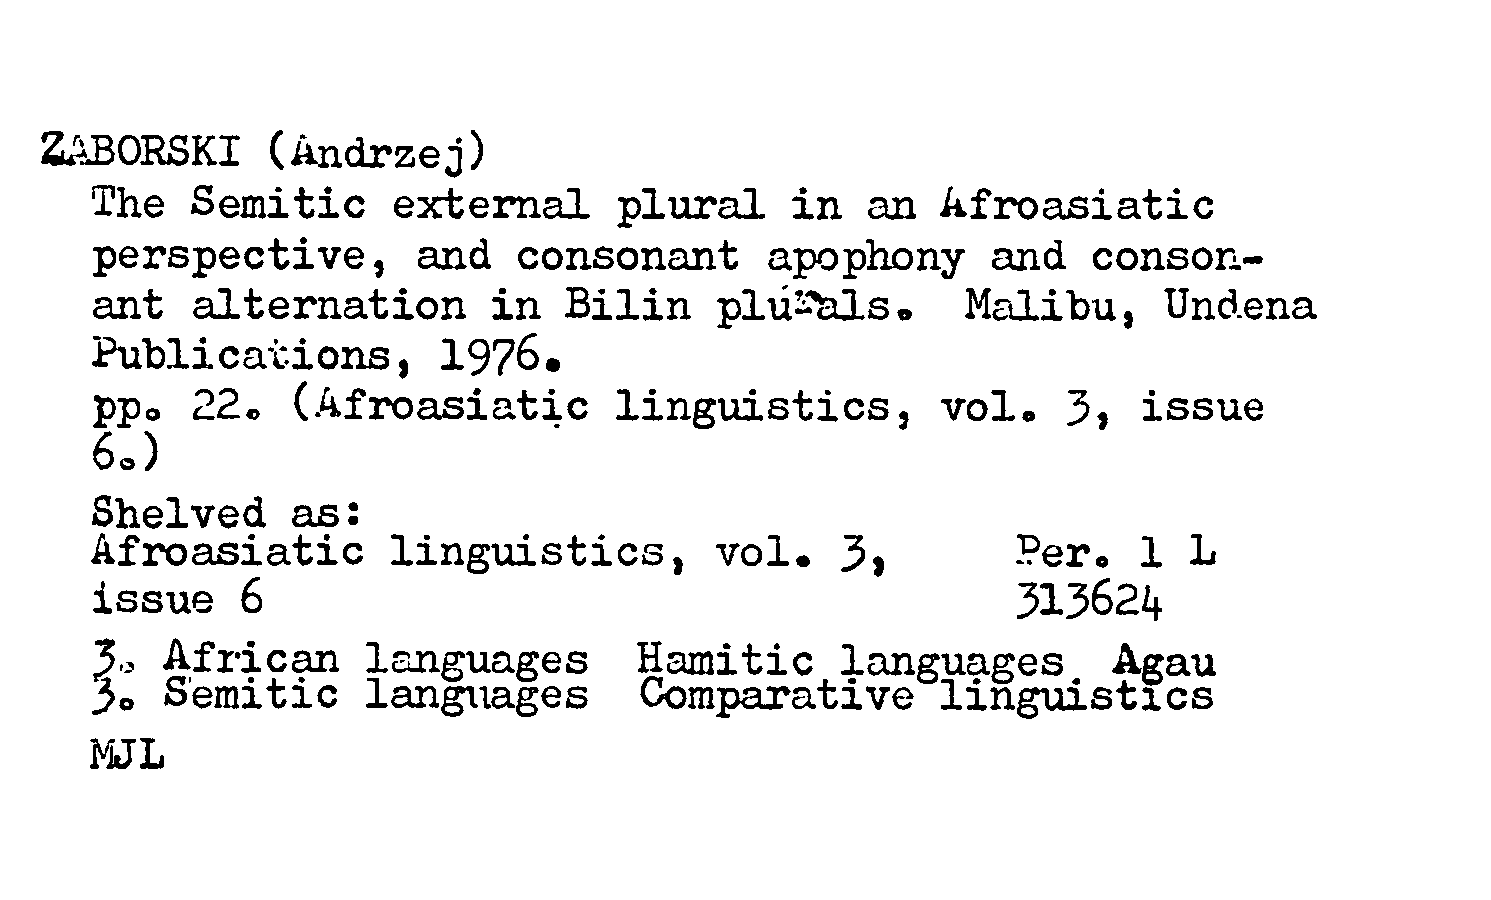 ZABORSKI (Andrzej)
The Semitic external plural in an Afroasiatic
perspective, and consonant apophony and conson-
ant alternation in Bilin plurals. Malibu, Undena
Publications, 1976.
pp. 22. (Afroasiatic linguistics, vol. 3, issue
6.)
Shelved as:
Afroasiatic linguistics, vol. 3, Per. 1 L
issue 6 313624
3. African languages Hamitic languages Agau
3. Semitic languages Comparative linguistics
MJL